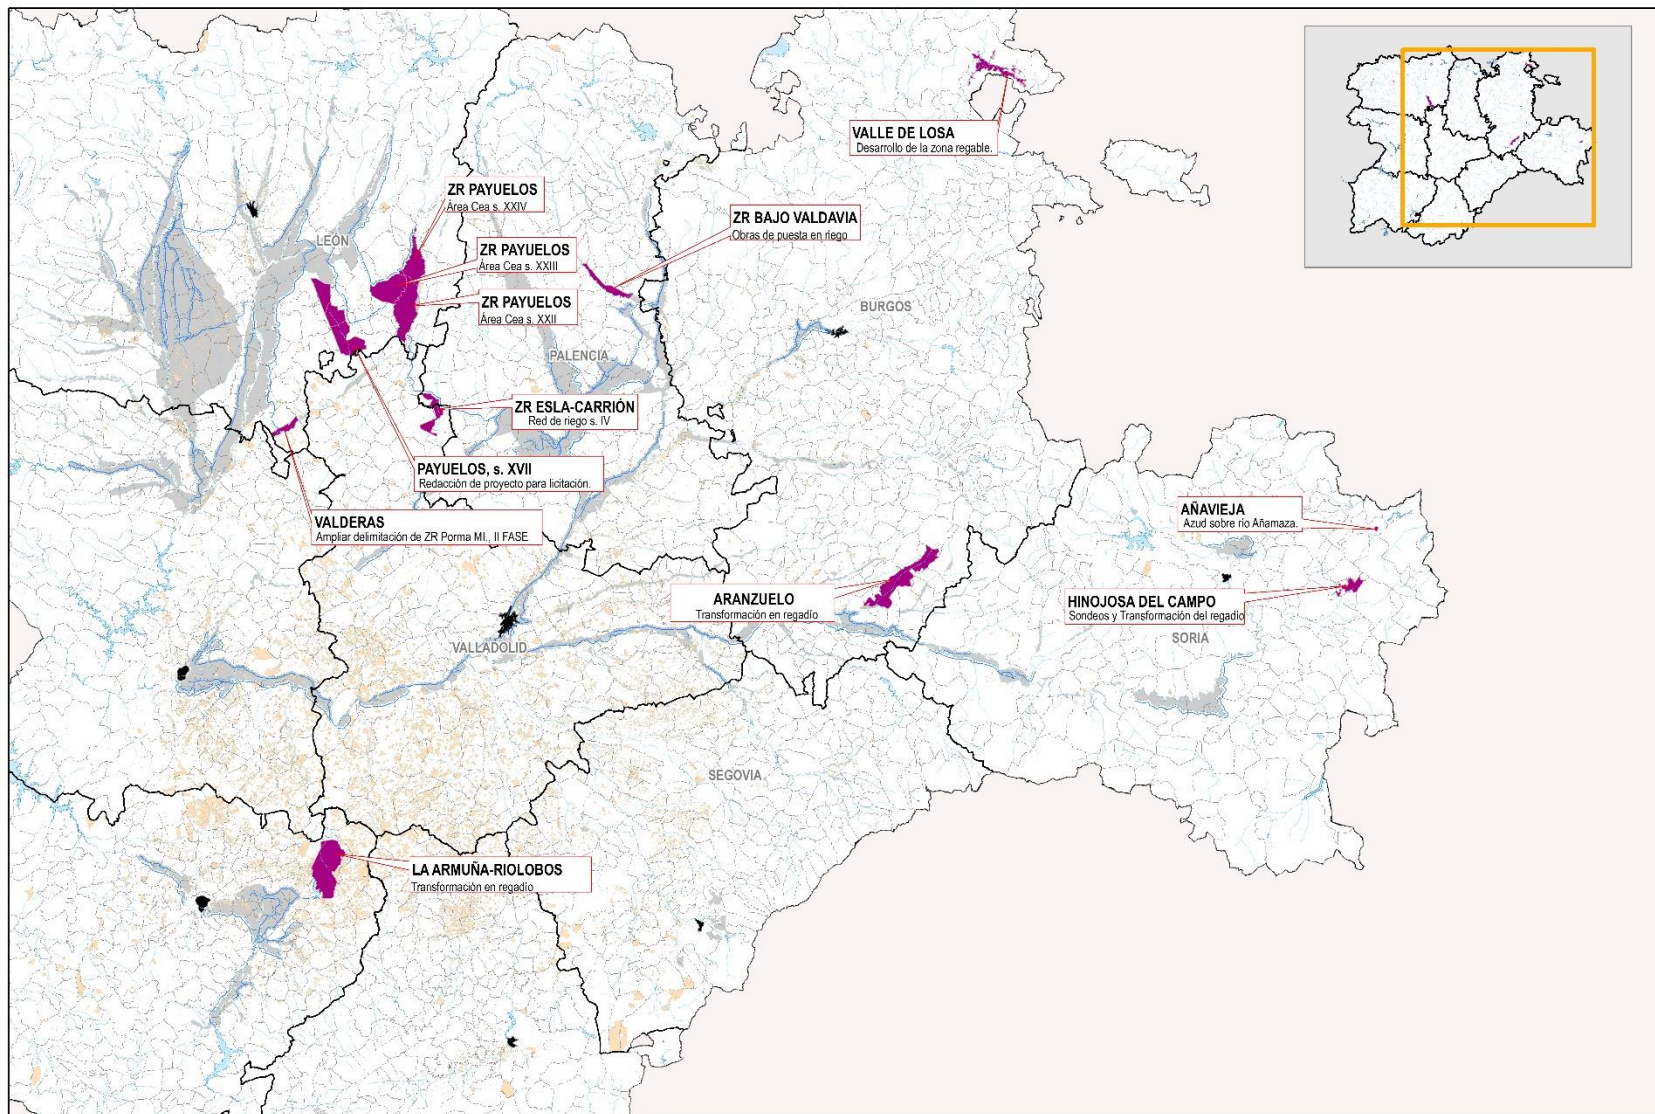 VALLE DE LOSA
Desarrollo de la zona regable.
ZR PAYUELOS
Área Cea s. XXIV
ZR BAJO VALDAVIA
Obras de puesta en riego
LEÓN
ZR PAYUELOS
Área Cea s. XXIII
ZR PAYUELOS
Área Cea s. XXII
BURGOS
PALENCIA
ZR ESLA-CARRIÓN
Red de riego s. IV
PAYUELOS, s. XVII
Redacción de proyecto para licitación.
VALDERAS
Ampliar delimitación de ZR Porma MI., II FASE
AÑAVIEJA
Azud sobre río Añamaza.
ARANZUELO
Transformación en regadío
HINOJOSA DEL CAMPO
Sondeos y Transformación del regadío
SORIA
VALLADOLID
SEGOVIA
LA ARMUÑA-RIOLOBOS
Transformación en regadío